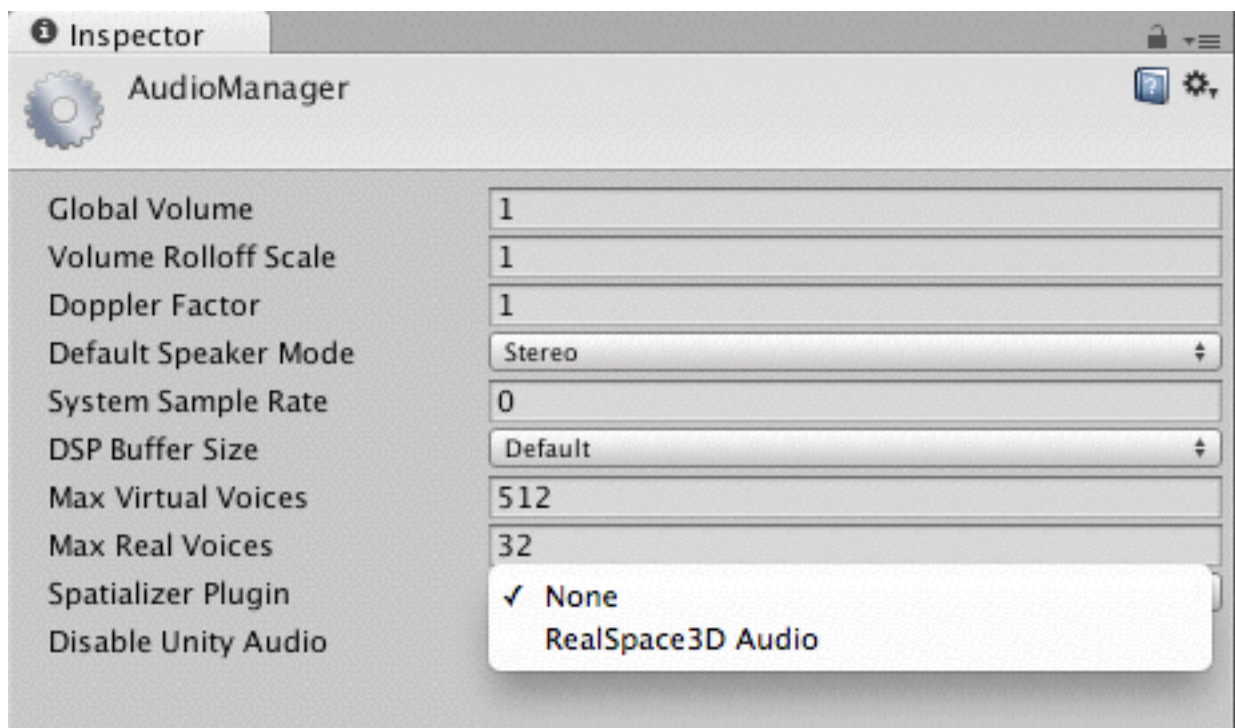 Inspector
AudioManager
Global Volume 1
Volume Rolloff Scale 1
Doppler Factor 1
Default Speaker Mode Stereo
System Sample Rate 0
DSP Buffer Size Default
Max Virtual Voices 512
Max Real Voices 32
Spatializer Plugin ✓ None
Disable Unity Audio RealSpace3D Audio